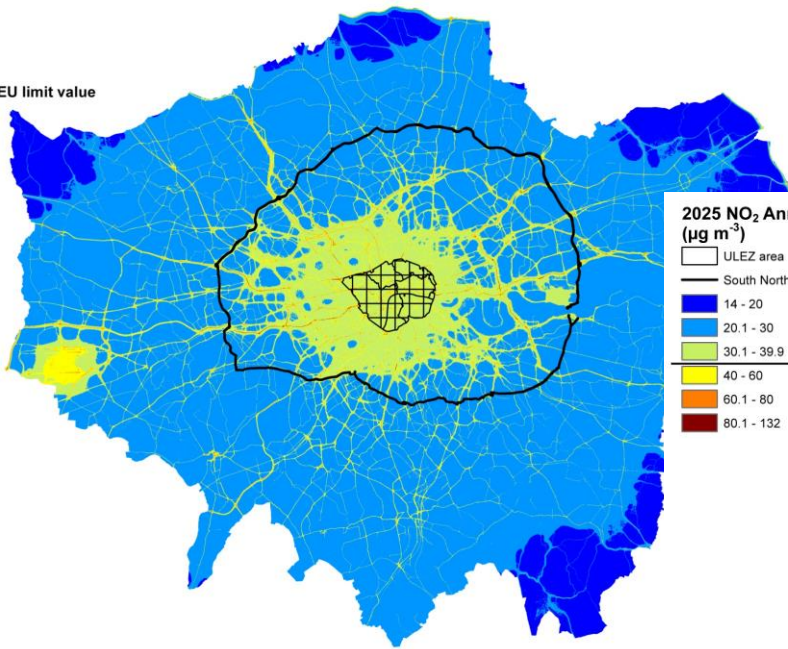 EU limit value
2025 NO₂
(µg m⁻³)
ULEZ area
South North
14 - 20
20.1 - 30
30.1 - 39.9
40 - 60
60.1 - 80
80.1 - 132